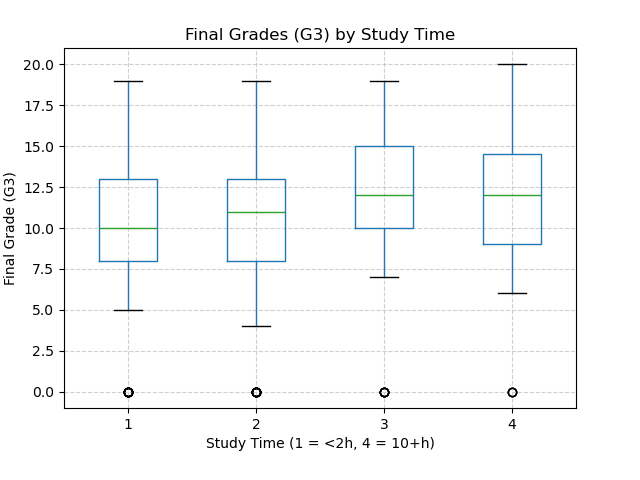 Final Grades (G3) by Study Time
Final Grade (G3)
20.0
17.5
15.0
12.5
10.0
7.5
5.0
2.5
0.0
1 2 3 4
Study Time (1 = <2h, 4 = 10+h)